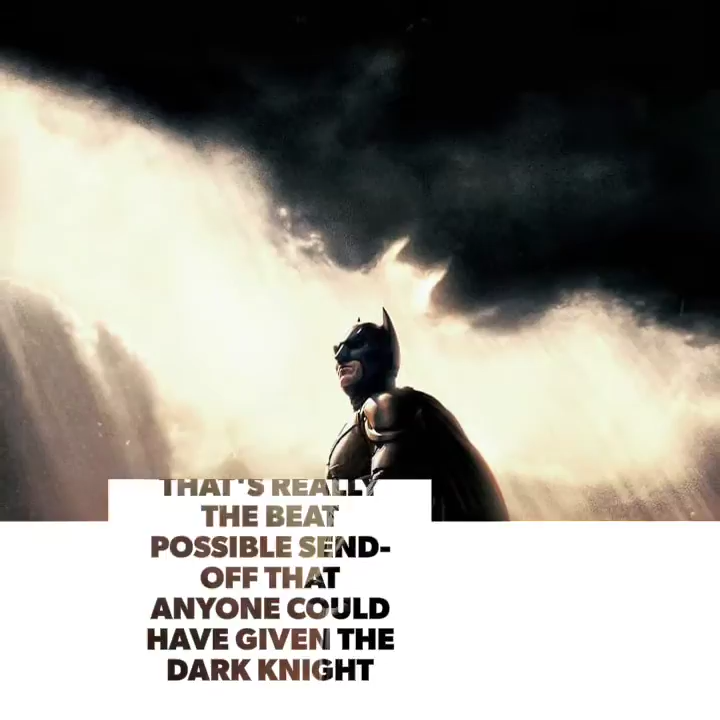 THAT'S REALLY
THE BEAT
POSSIBLE SEND-
OFF THAT
ANYONE COULD
HAVE GIVEN THE
DARK KNIGHT